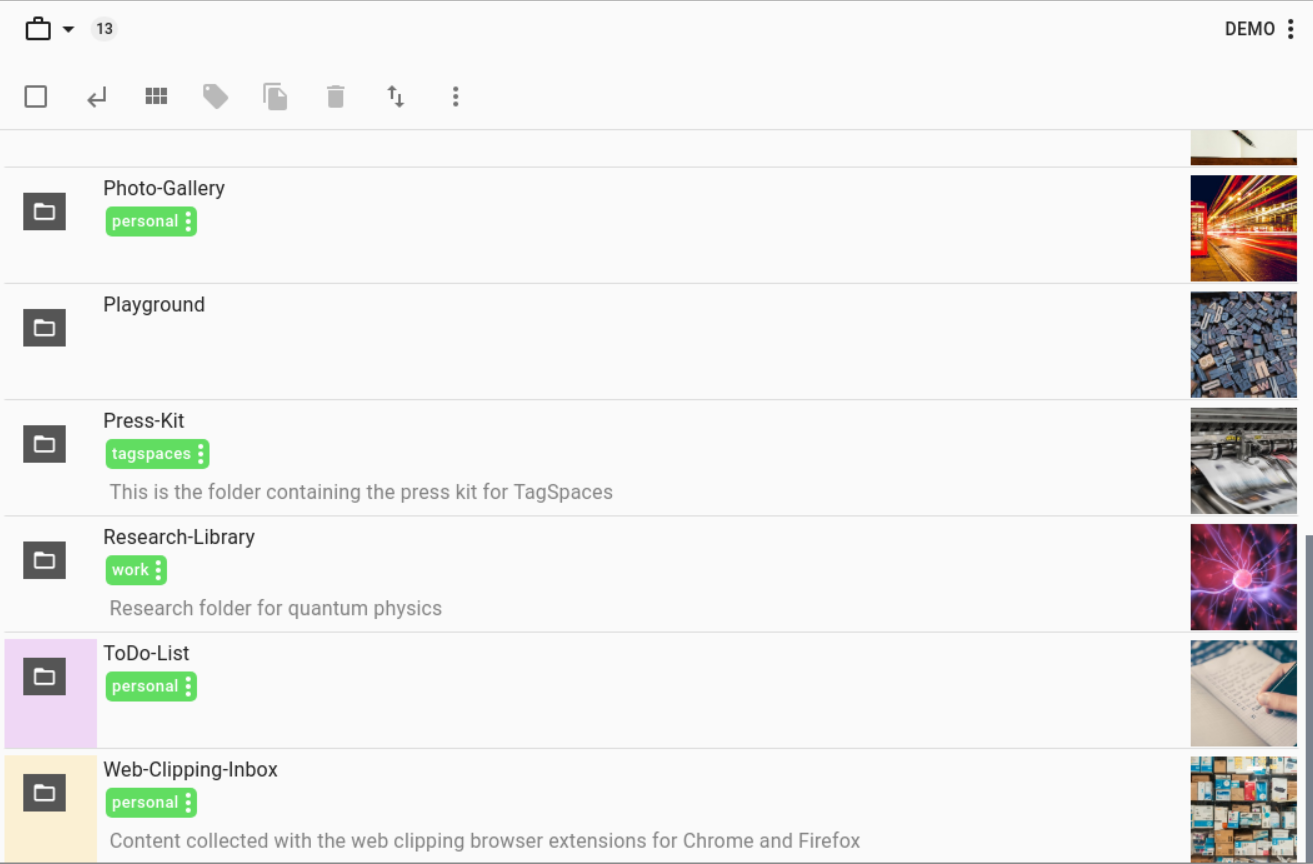 13
DEMO
Photo-Gallery
personal
Playground
Press-Kit
tagspaces
This is the folder containing the press kit for TagSpaces
Research-Library
work
Research folder for quantum physics
ToDo-List
personal
Web-Clipping-Inbox
personal
Content collected with the web clipping browser extensions for Chrome and Firefox